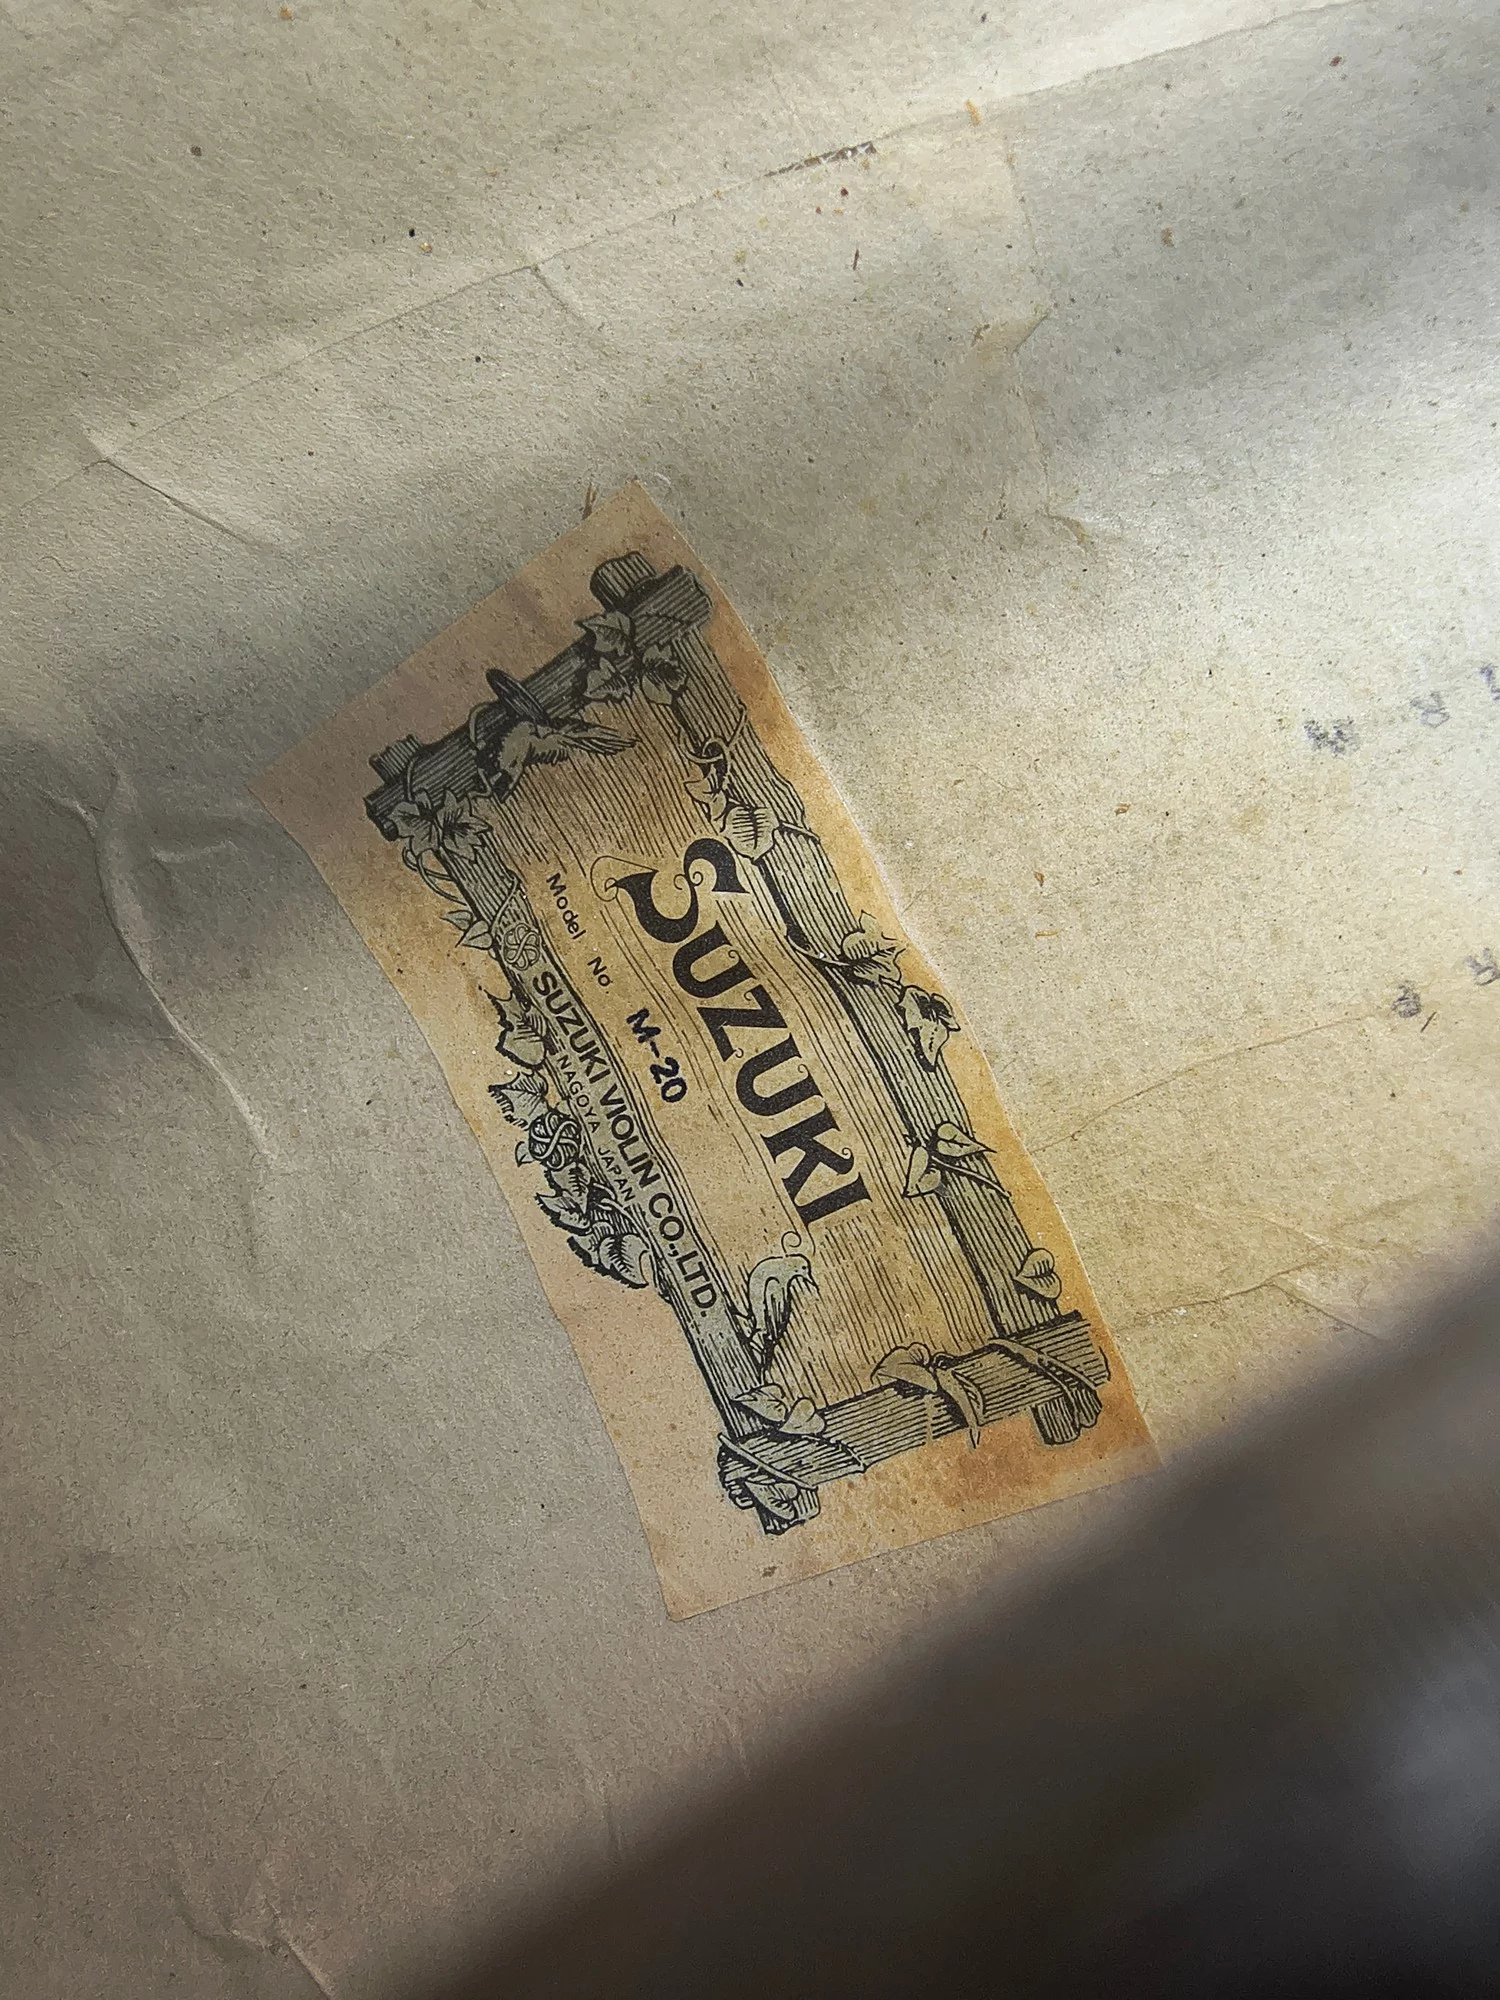 SUZUKI
Model No. M-20
SUZUKI VIOLIN CO.,LTD.
NAGOYA JAPAN